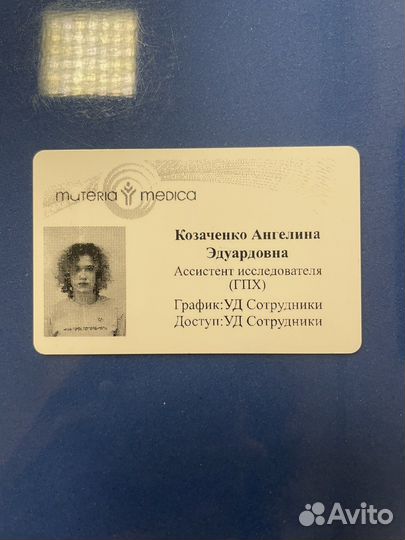 materia medica
Козаченко Ангелина
Эдуардовна
Ассистент исследователя
(ГПХ)
График:УД Сотрудники
Доступ:УД Сотрудники
Avito